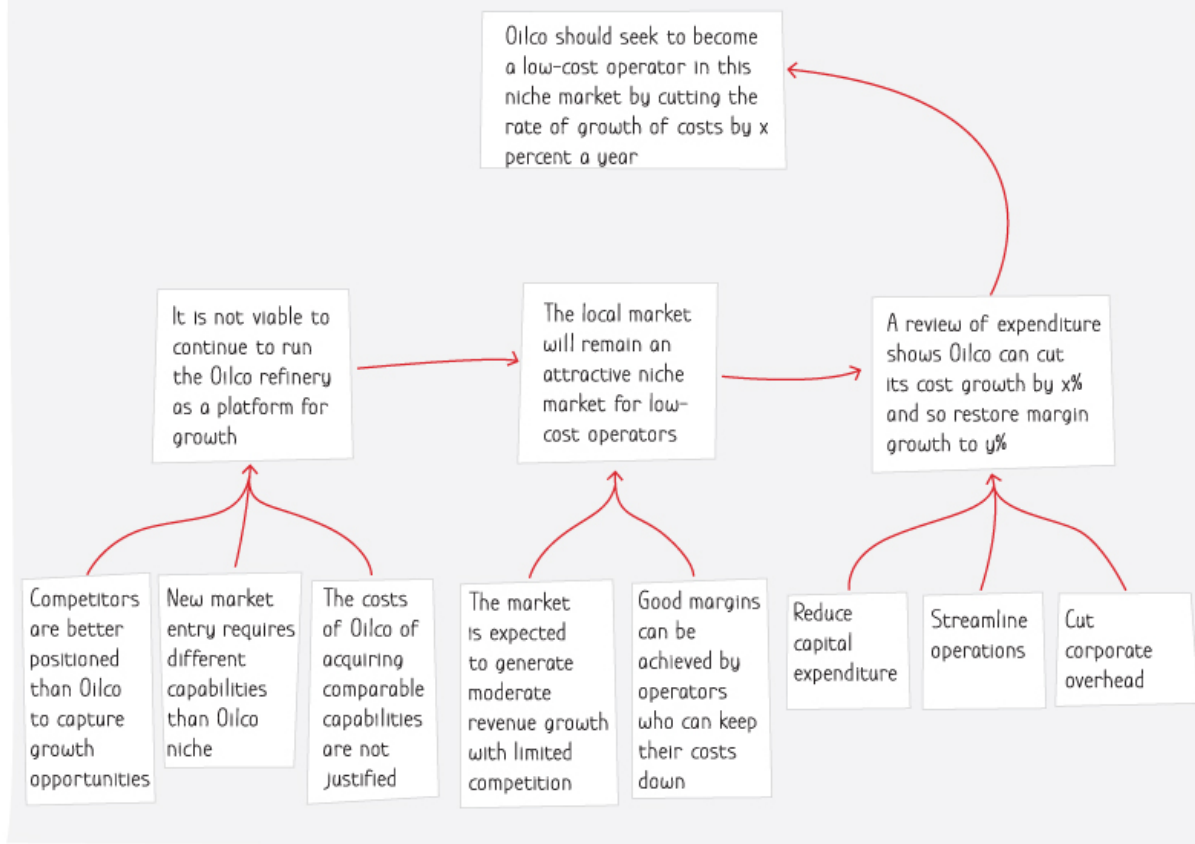 Oilco should seek to become
a low-cost operator in this
niche market by cutting the
rate of growth of costs by x
percent a year
It is not viable to
continue to run
the Oilco refinery
as a platform for
growth
The local market
will remain an
attractive niche
market for low-
cost operators
A review of expenditure
shows Oilco can cut
its cost growth by x%
and so restore margin
growth to y%
Competitors
are better
positioned
than Oilco
to capture
growth
opportunities
New market
entry requires
different
capabilities
than Oilco
niche
The costs
of Oilco of
acquiring
comparable
capabilities
are not
justified
The market
is expected
to generate
moderate
revenue growth
with limited
competition
Good margins
can be
achieved by
operators
who can keep
their costs
down
Reduce
capital
expenditure
Streamline
operations
Cut
corporate
overhead